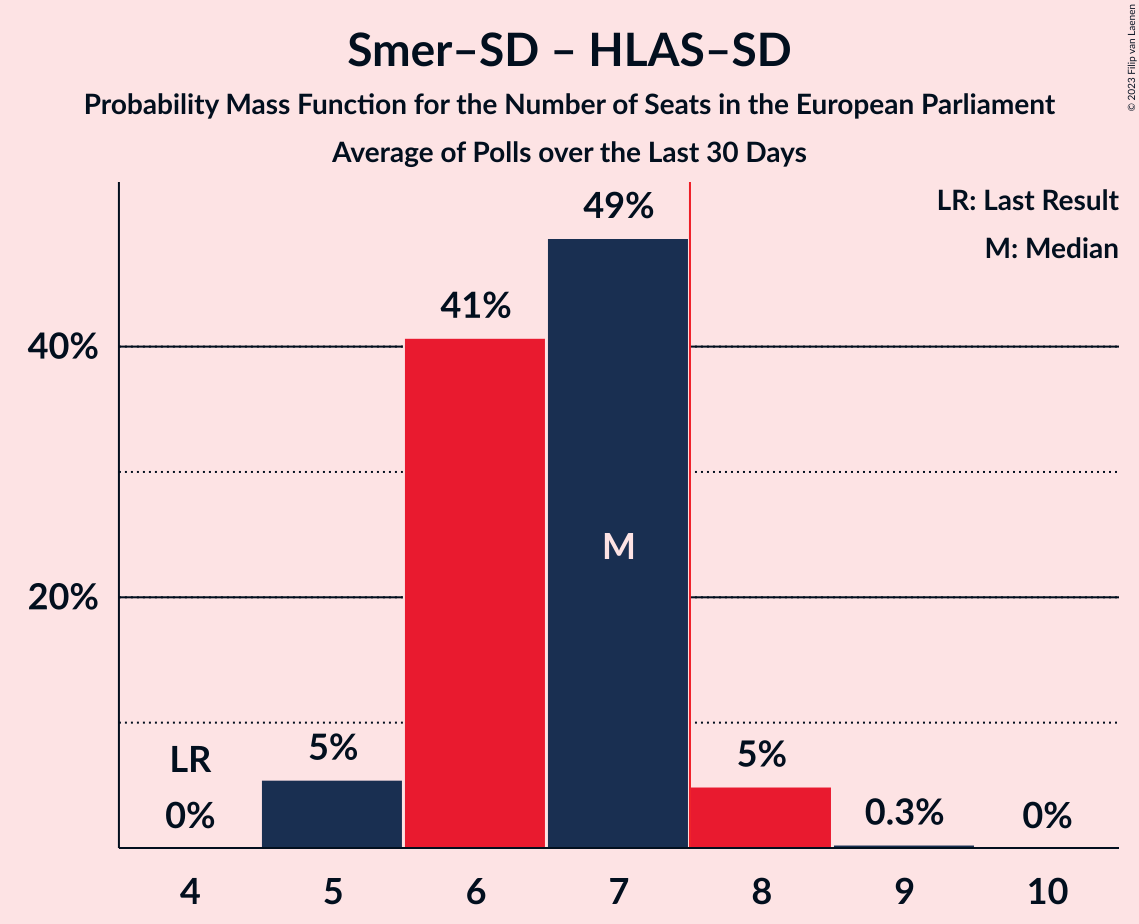 Smer–SD – HLAS–SD
Probability Mass Function for the Number of Seats in the European Parliament
Average of Polls over the Last 30 Days
© 2023 Filip van Laenen
LR: Last Result
M: Median
49%
41%
40%
M
20%
LR
5%
5%
0%
0.3%
0%
4 5 6 7 8 9 10